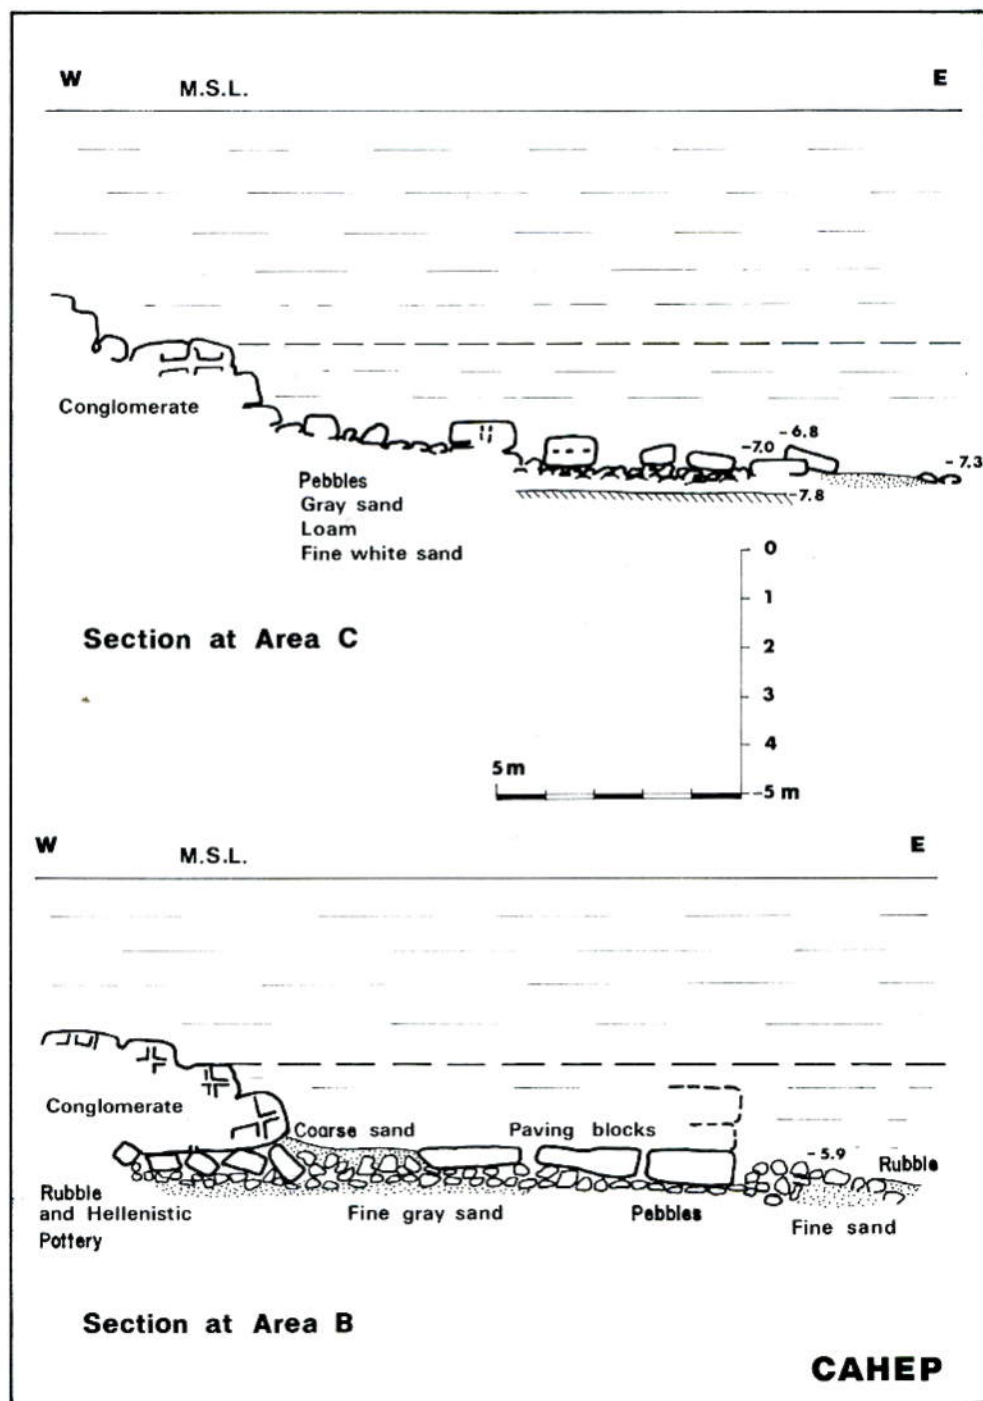 W
E
M.S.L.
Conglomerate
-7.0
-6.8
-7.3
-7.8
Pebbles
Gray sand
Loam
Fine white sand
Section at Area C
0
1
2
3
4
-5 m
5 m
W
E
M.S.L.
Conglomerate
Coarse sand
Paving blocks
-5.9
Rubble
Rubble
and Hellenistic
Pottery
Fine gray sand
Pebbles
Fine sand
Section at Area B
CAHEP